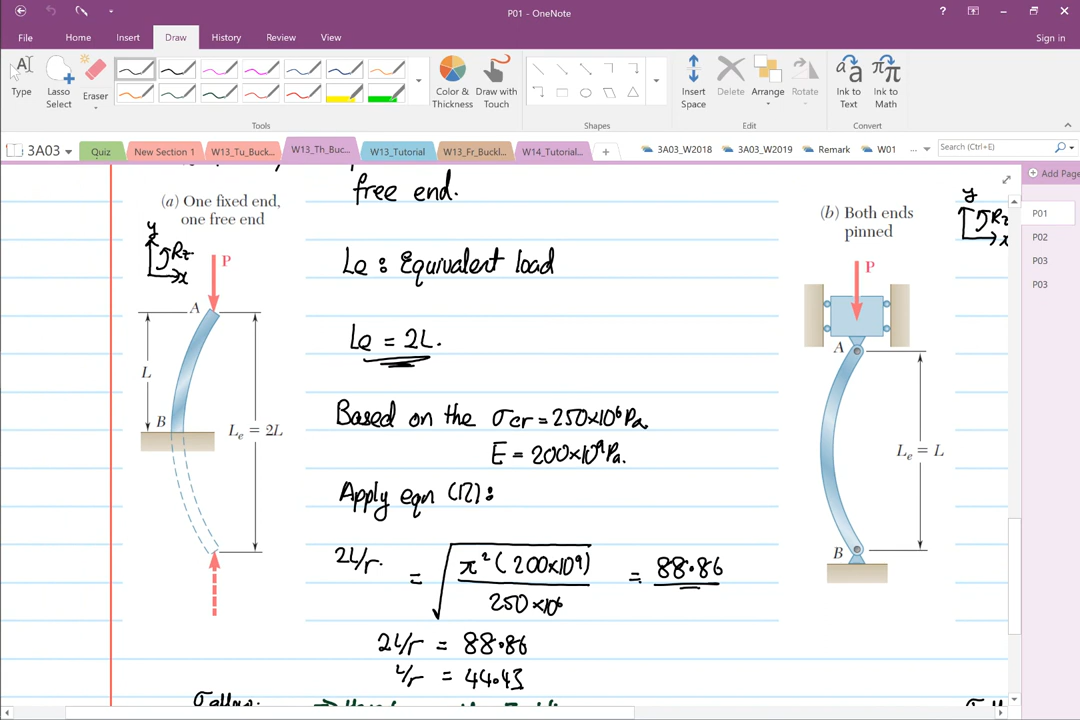 P01 - OneNote
?
File
Home
Insert
Draw
History
Review
View
Sign in
Type
Lasso Select
Eraser
Color & Thickness
Draw with Touch
Insert Space
Delete
Arrange
Rotate
Ink to Text
Ink to Math
Tools
Shapes
Edit
Convert
3A03
Quiz
New Section 1
W13_Tu_Buck...
W13_Th_Buc...
W13_Tutorial
W13_Fr_Buckl...
W14_Tutorial...
+
3A03_W2018
3A03_W2019
Remark
W01
...
Search (Ctrl+E)
Add Page
P01
P02
P03
P03
free end.
(a) One fixed end,
one free end
y
Rz
x
P
A
L
B
Le = 2L
Le : Equivalent load
Le = 2L.
Based on the σcr = 250×10⁶ Pa
E = 200×10⁹ Pa.
Apply eqn (12):
2L/r. = √ π² (200×10⁹) / 250×10⁶ = 88.86
2L/r = 88.86
L/r = 44.43
(b) Both ends
pinned
y
Rz
x
P
A
Le = L
B